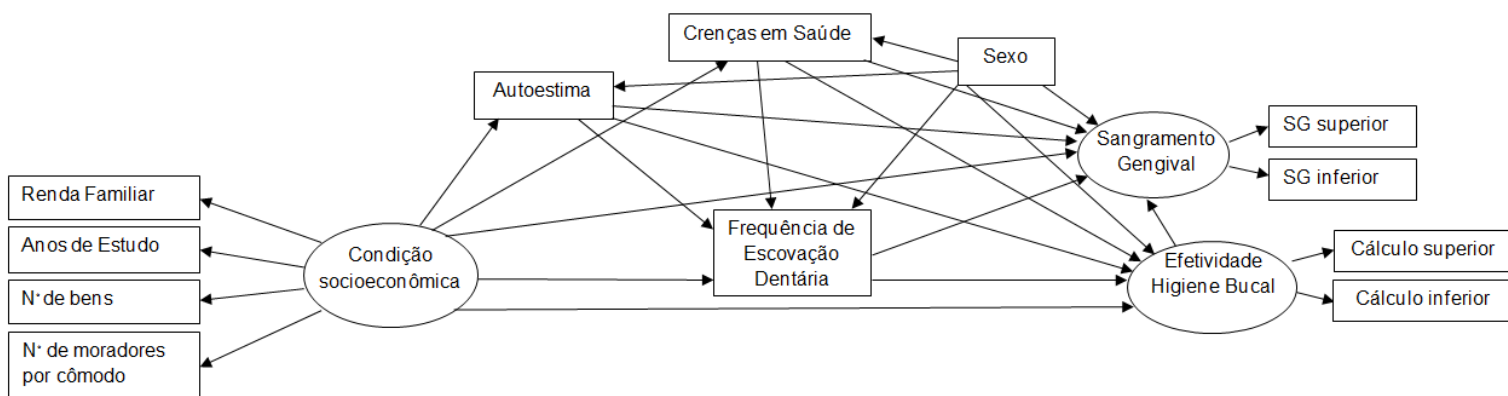 Crenças em Saúde
Sexo
Autoestima
SG superior
Sangramento
Gengival
SG inferior
Renda Familiar
Anos de Estudo
N° de bens
N° de moradores
por cômodo
Condição
socioeconômica
Frequência de
Escovação
Dentária
Efetividade
Higiene Bucal
Cálculo superior
Cálculo inferior